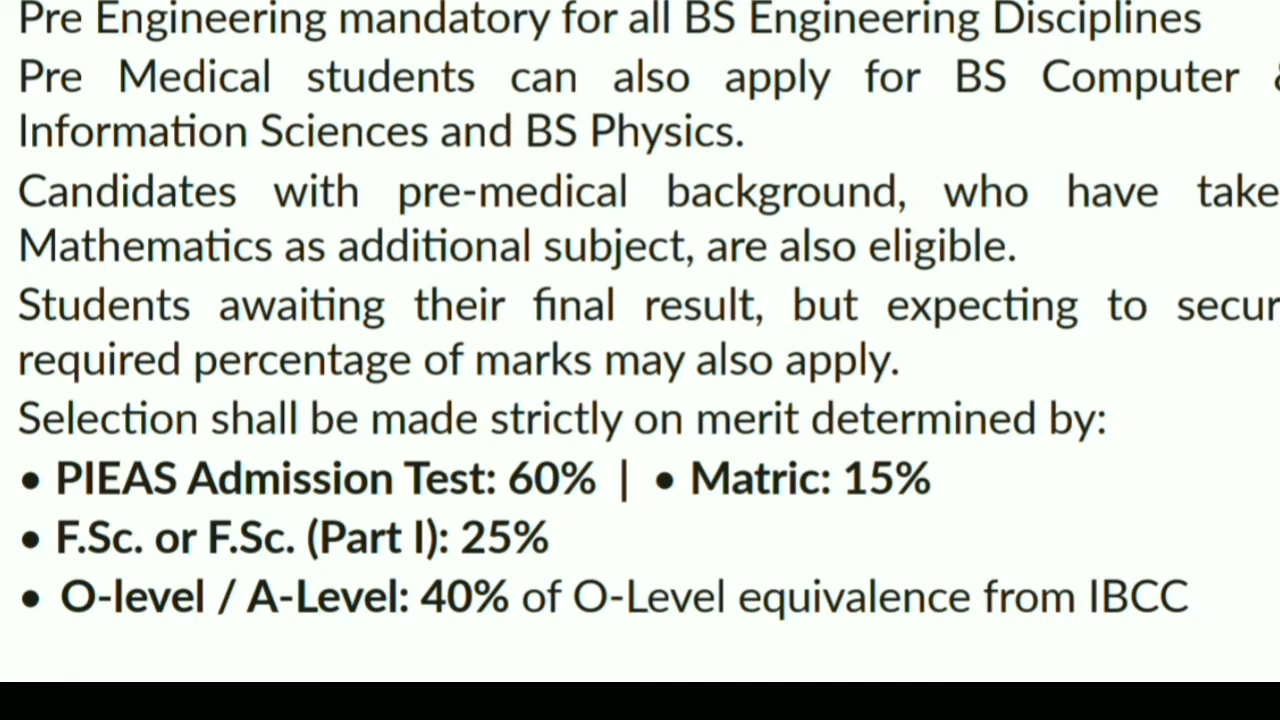 Pre Engineering mandatory for all BS Engineering Disciplines
Pre Medical students can also apply for BS Computer
Information Sciences and BS Physics.
Candidates with pre-medical background, who have take
Mathematics as additional subject, are also eligible.
Students awaiting their final result, but expecting to secur
required percentage of marks may also apply.
Selection shall be made strictly on merit determined by:
• PIEAS Admission Test: 60% | • Matric: 15%
• F.Sc. or F.Sc. (Part I): 25%
• O-level / A-Level: 40% of O-Level equivalence from IBCC